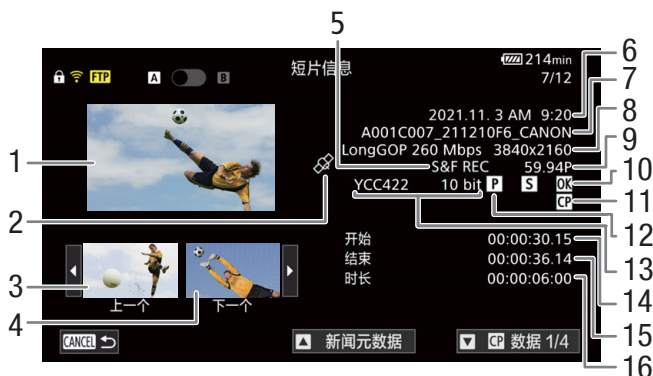 5
短片信息
214min
7/12
FTP
A
B
2021.11. 3 AM 9:20
A001C007_211210F6_CANON
LongGOP 260 Mbps 3840x2160
S&F REC 59.94P
YCC422 10 bit P S OK
CP
开始 00:00:30.15
结束 00:00:36.14
时长 00:00:06:00
上一个
下一个
CANCEL
新闻元数据
CP 数据 1/4
1
2
3
4
6
7
8
9
10
11
12
13
14
15
16